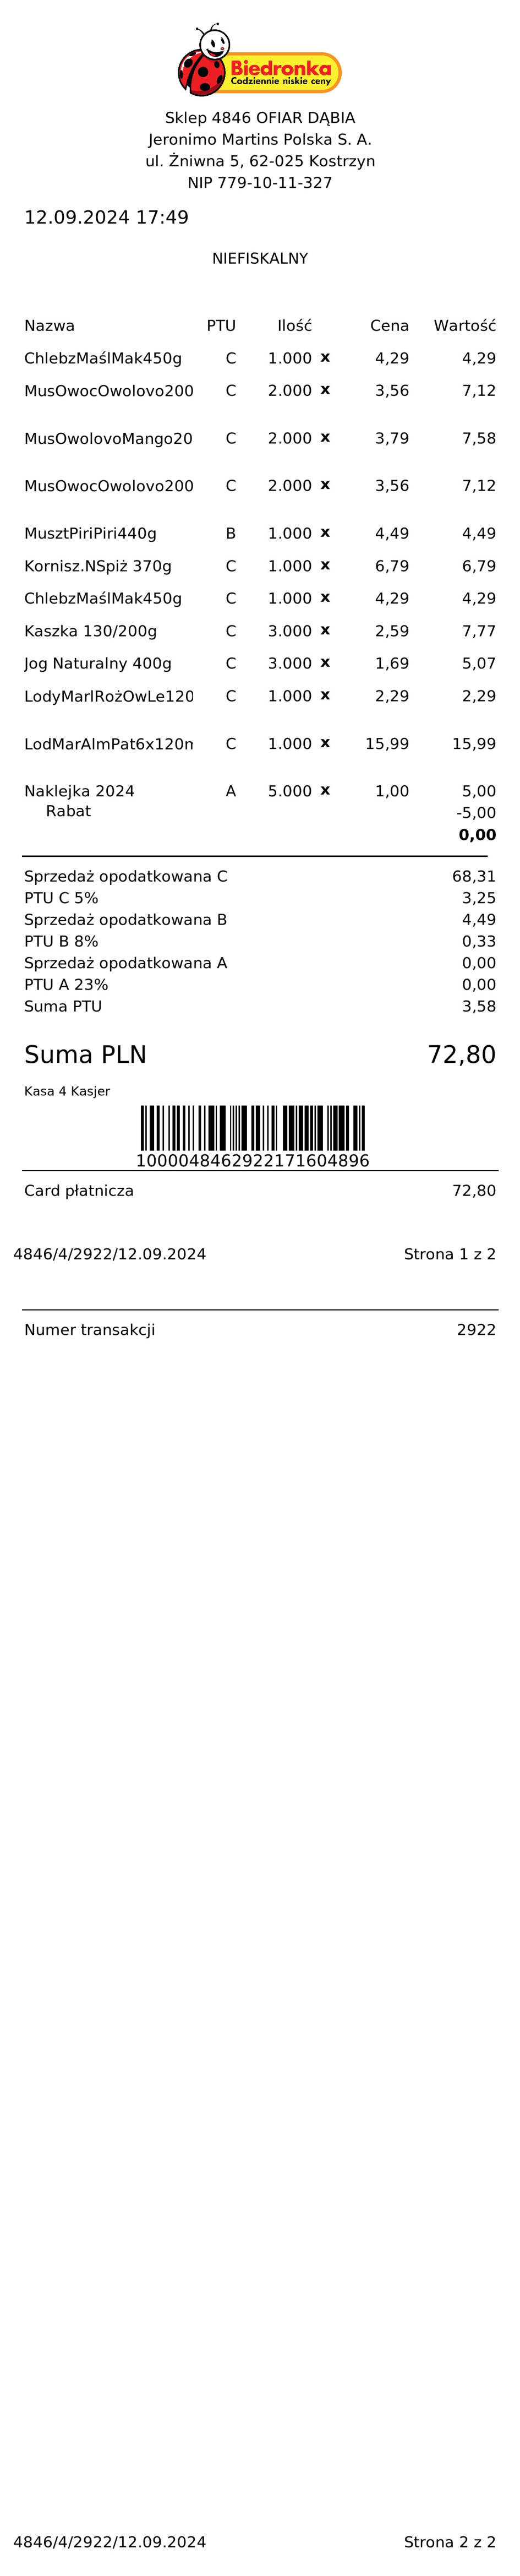 Biedronka
Codziennie niskie ceny
Sklep 4846 OFIAR DĄBIA
Jeronimo Martins Polska S. A.
ul. Żniwna 5, 62-025 Kostrzyn
NIP 779-10-11-327
12.09.2024 17:49
NIEFISKALNY
Nazwa PTU Ilość Cena Wartość
ChlebzMaślMak450g C 1.000 x 4,29 4,29
MusOwocOwolovo200 C 2.000 x 3,56 7,12
MusOwolovoMango20 C 2.000 x 3,79 7,58
MusOwocOwolovo200 C 2.000 x 3,56 7,12
MusztPiriPiri440g B 1.000 x 4,49 4,49
Kornisz.NSpiż 370g C 1.000 x 6,79 6,79
ChlebzMaślMak450g C 1.000 x 4,29 4,29
Kaszka 130/200g C 3.000 x 2,59 7,77
Jog Naturalny 400g C 3.000 x 1,69 5,07
LodyMarlRożOwLe120 C 1.000 x 2,29 2,29
LodMarAlmPat6x120m C 1.000 x 15,99 15,99
Naklejka 2024 A 5.000 x 1,00 5,00
Rabat -5,00
0,00
Sprzedaż opodatkowana C 68,31
PTU C 5% 3,25
Sprzedaż opodatkowana B 4,49
PTU B 8% 0,33
Sprzedaż opodatkowana A 0,00
PTU A 23% 0,00
Suma PTU 3,58
Suma PLN 72,80
Kasa 4 Kasjer
1000048462922171604896
Card płatnicza 72,80
4846/4/2922/12.09.2024 Strona 1 z 2
Numer transakcji 2922
4846/4/2922/12.09.2024 Strona 2 z 2